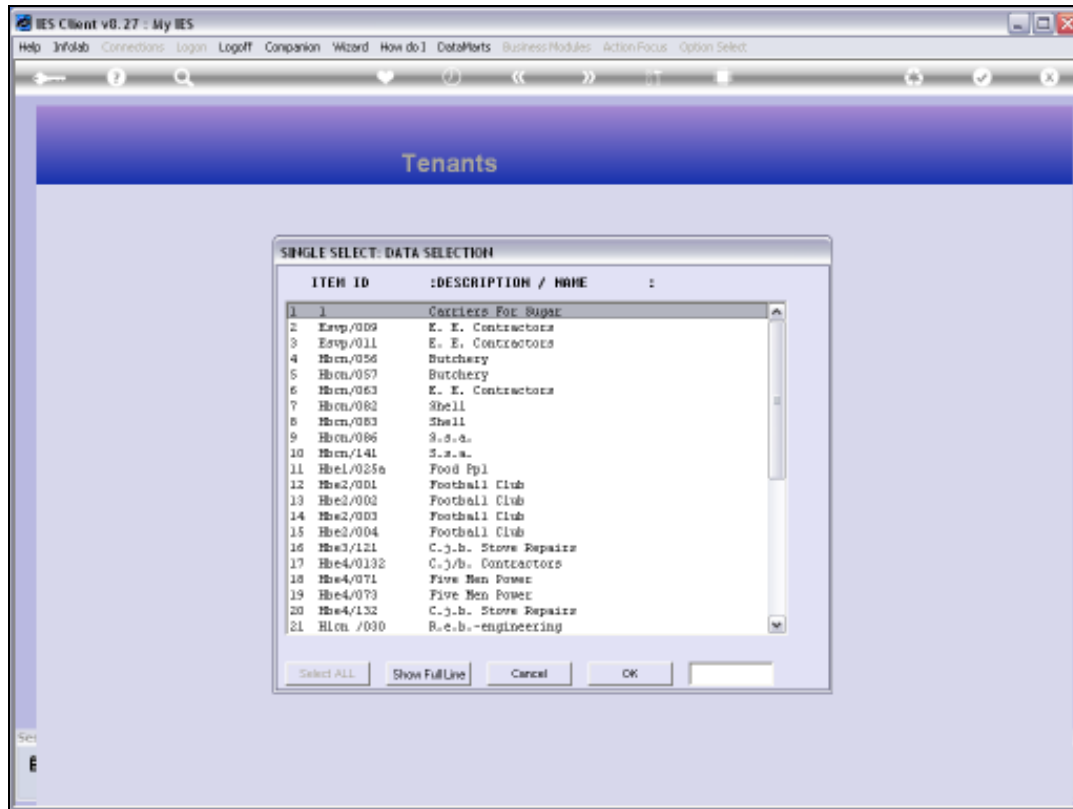 IES Client v8.27 : My IES
Help Infolab Connections Logon Logoff Companion Wizard How do I DataMarts Business Modules Action Focus Option Select
Tenants
SINGLE SELECT: DATA SELECTION
ITEM ID :DESCRIPTION / NAME :
1 1 Carriers For Sugar
2 Esvp/009 E. E. Contractors
3 Esvp/011 E. E. Contractors
4 Hbcn/056 Butchery
5 Hbcn/057 Butchery
6 Hbcn/063 E. E. Contractors
7 Hbcn/082 Shell
8 Hbcn/083 Shell
9 Hbcn/086 S.s.a.
10 Hbcn/141 S.s.a.
11 Hbe1/025a Food Ppl
12 Hbe2/001 Football Club
13 Hbe2/002 Football Club
14 Hbe2/003 Football Club
15 Hbe2/004 Football Club
16 Hbe3/121 C.j.b. Stove Repairs
17 Hbe4/0132 C.j/b. Contractors
18 Hbe4/071 Five Men Power
19 Hbe4/073 Five Men Power
20 Hbe4/132 C.j.b. Stove Repairs
21 Hlcn /030 R.e.b.-engineering
Select ALL Show Full Line Cancel OK